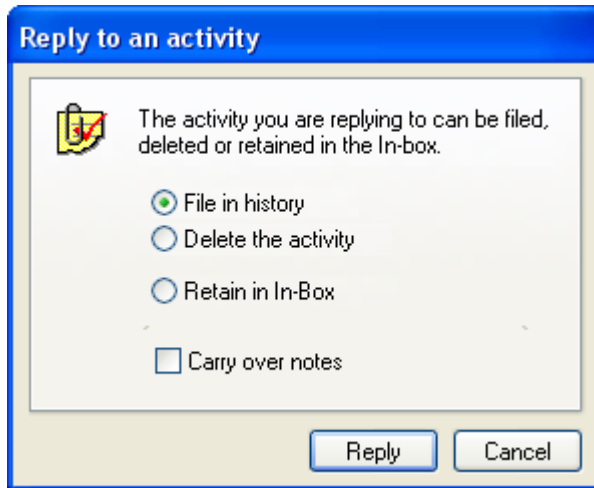 Reply to an activity
The activity you are replying to can be filed,
deleted or retained in the In-box.
File in history
Delete the activity
Retain in In-Box
Carry over notes
Reply
Cancel